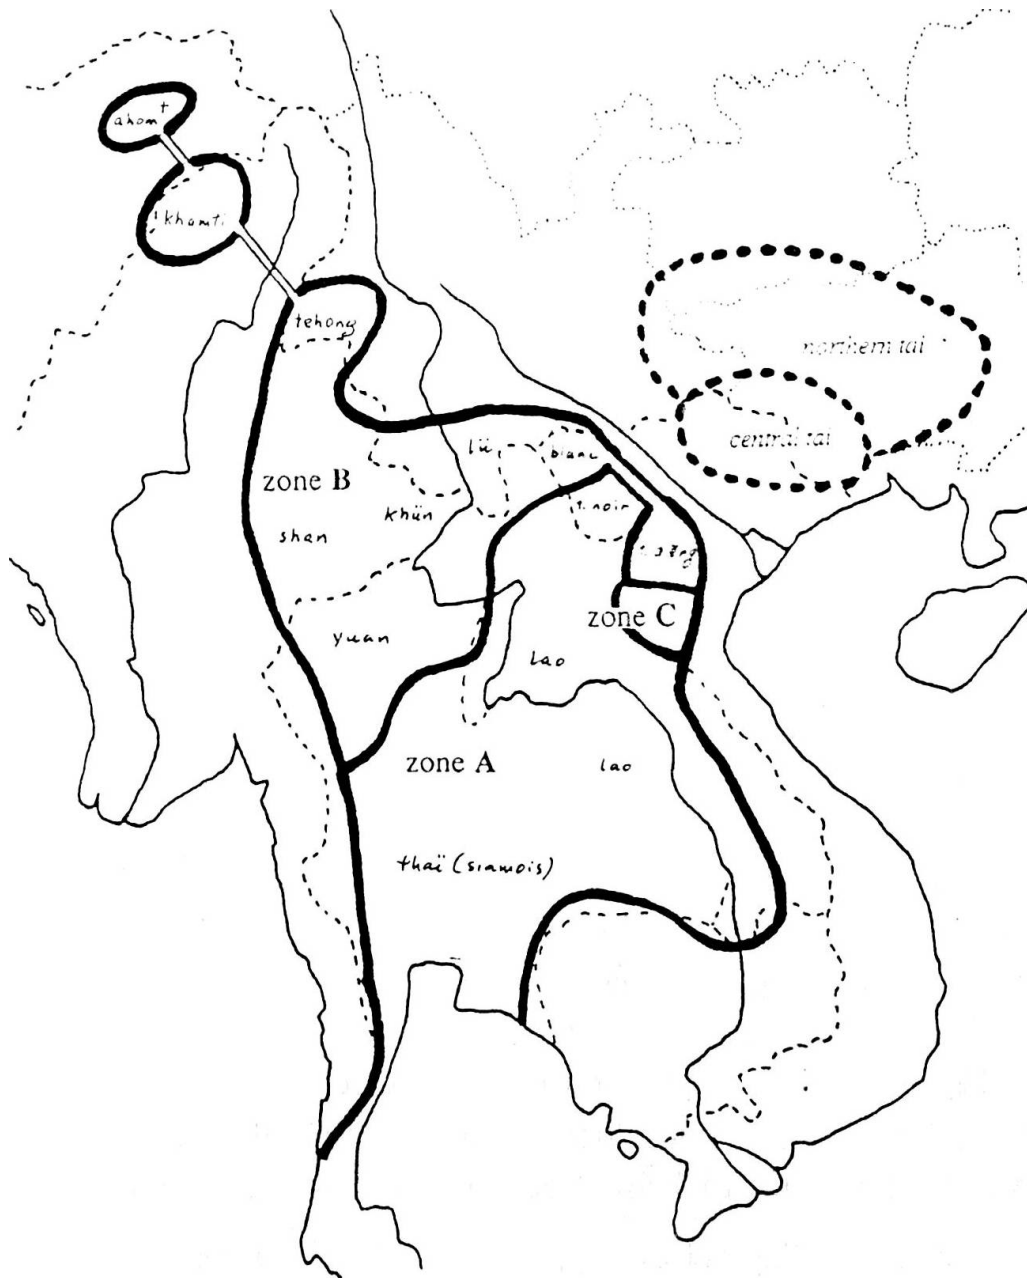 ahom†
khamti
tehong
northern tai
central tai
lü
blanc
zone B
khün
t. noir
shan
zone C
yuan
lao
zone A
lao
thaï (siamois)